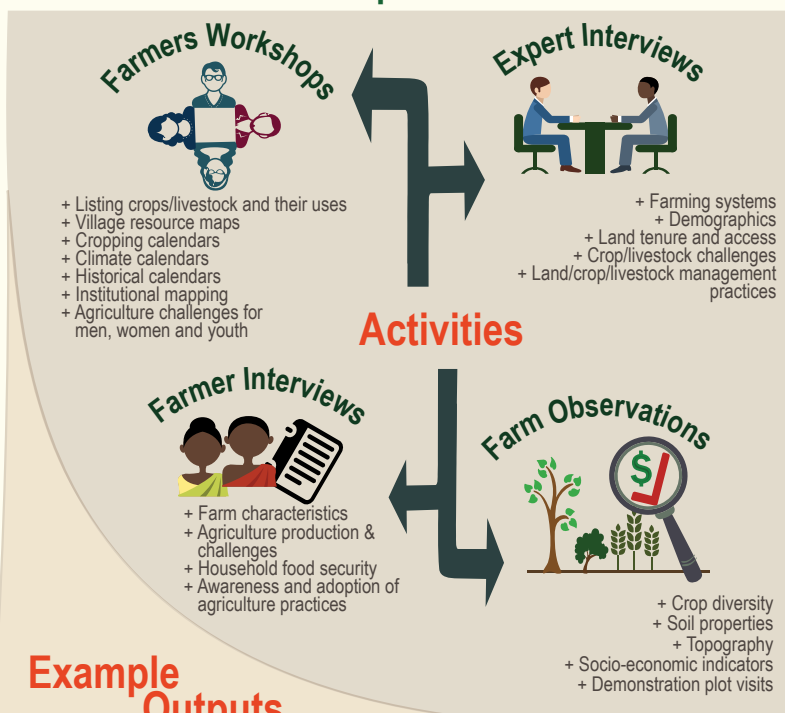 Farmers Workshops
+ Listing crops/livestock and their uses
+ Village resource maps
+ Cropping calendars
+ Climate calendars
+ Historical calendars
+ Institutional mapping
+ Agriculture challenges for
men, women and youth
Expert Interviews
+ Farming systems
+ Demographics
+ Land tenure and access
+ Crop/livestock challenges
+ Land/crop/livestock management
practices
Activities
Farmer Interviews
+ Farm characteristics
+ Agriculture production &
challenges
+ Household food security
+ Awareness and adoption of
agriculture practices
Farm Observations
$
+ Crop diversity
+ Soil properties
+ Topography
+ Socio-economic indicators
+ Demonstration plot visits
Example
Outputs